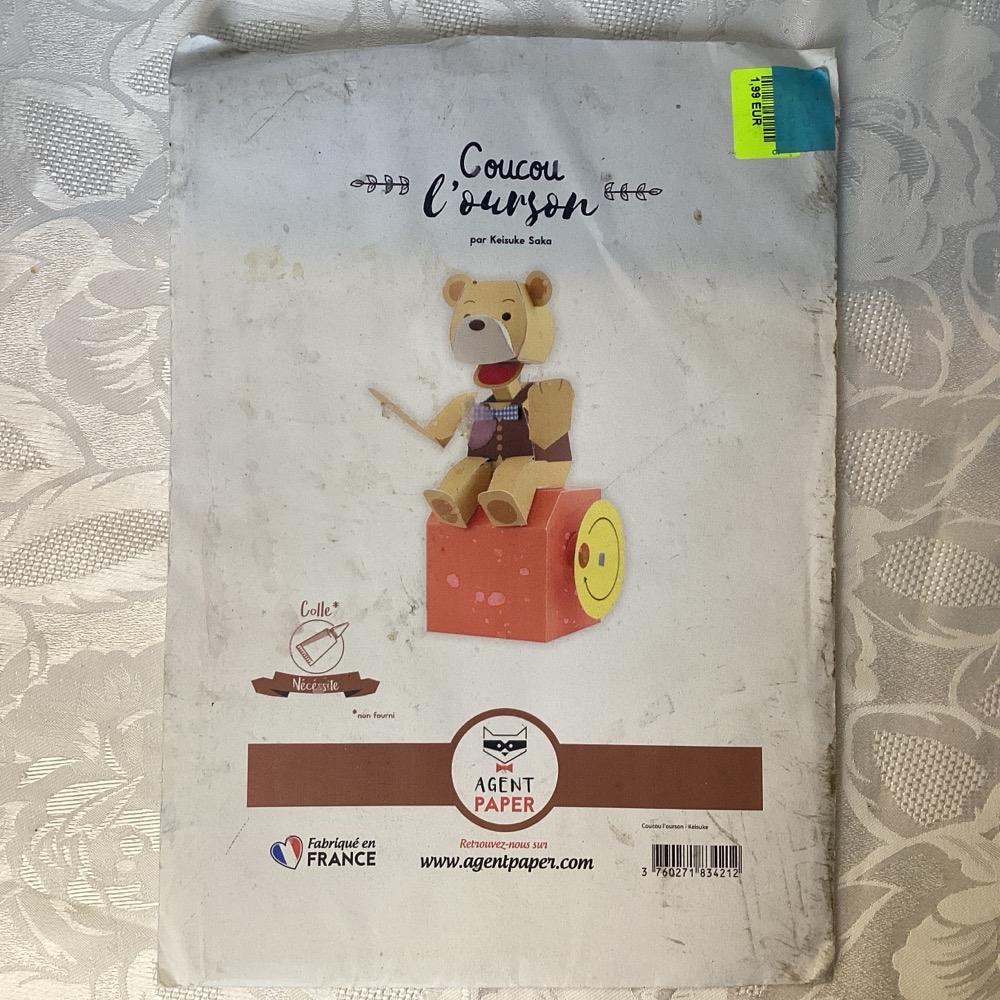 1,99 EUR
Coucou
l'ourson
par Keisuke Saka
Colle*
Nécéssite
*non fourni
AGENT
PAPER
Fabriqué en
FRANCE
Retrouvez-nous sur
www.agentpaper.com
Coucou l'ourson - Keisuke
3 760271 834212